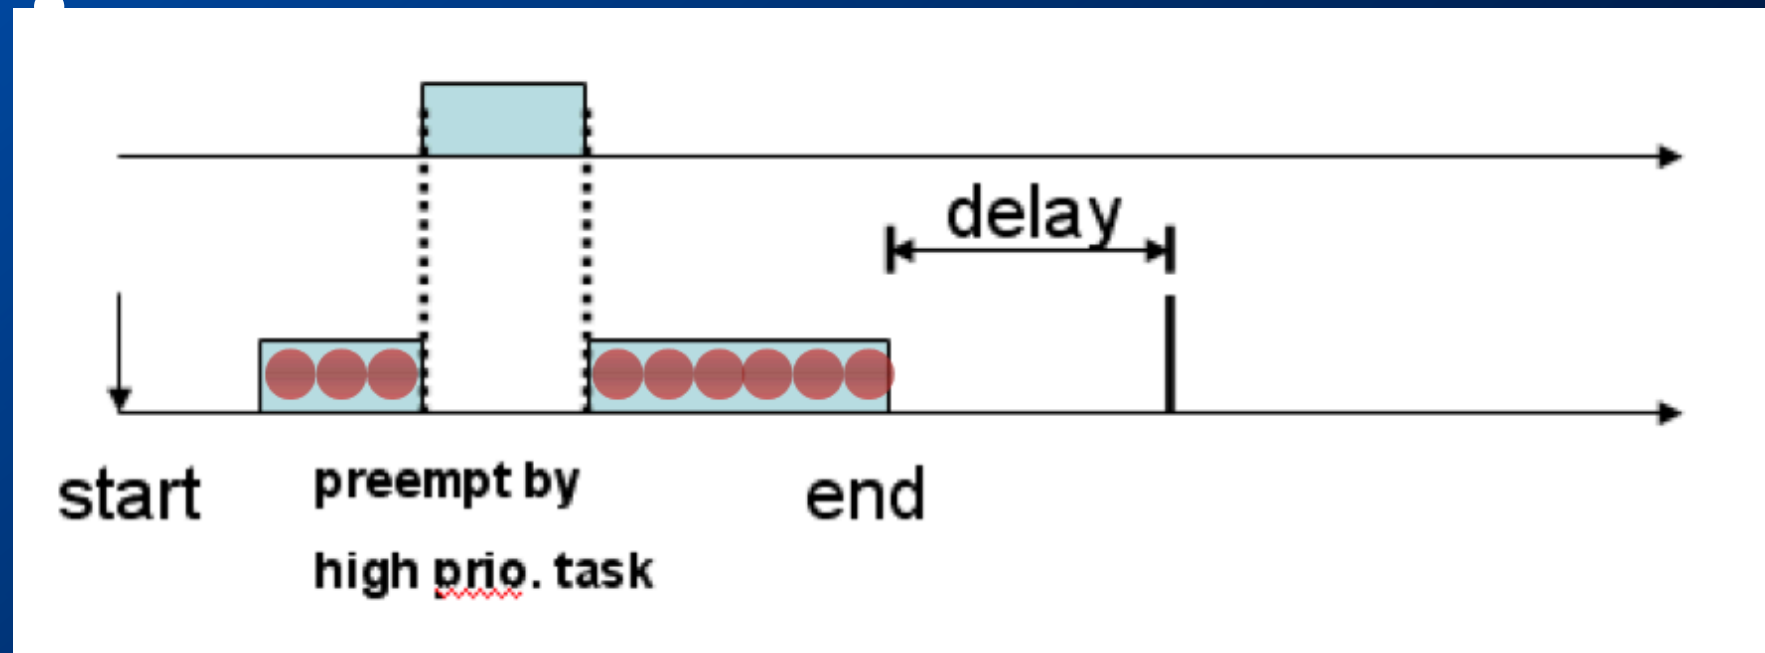 delay
start
preempt by
high prio. task
end